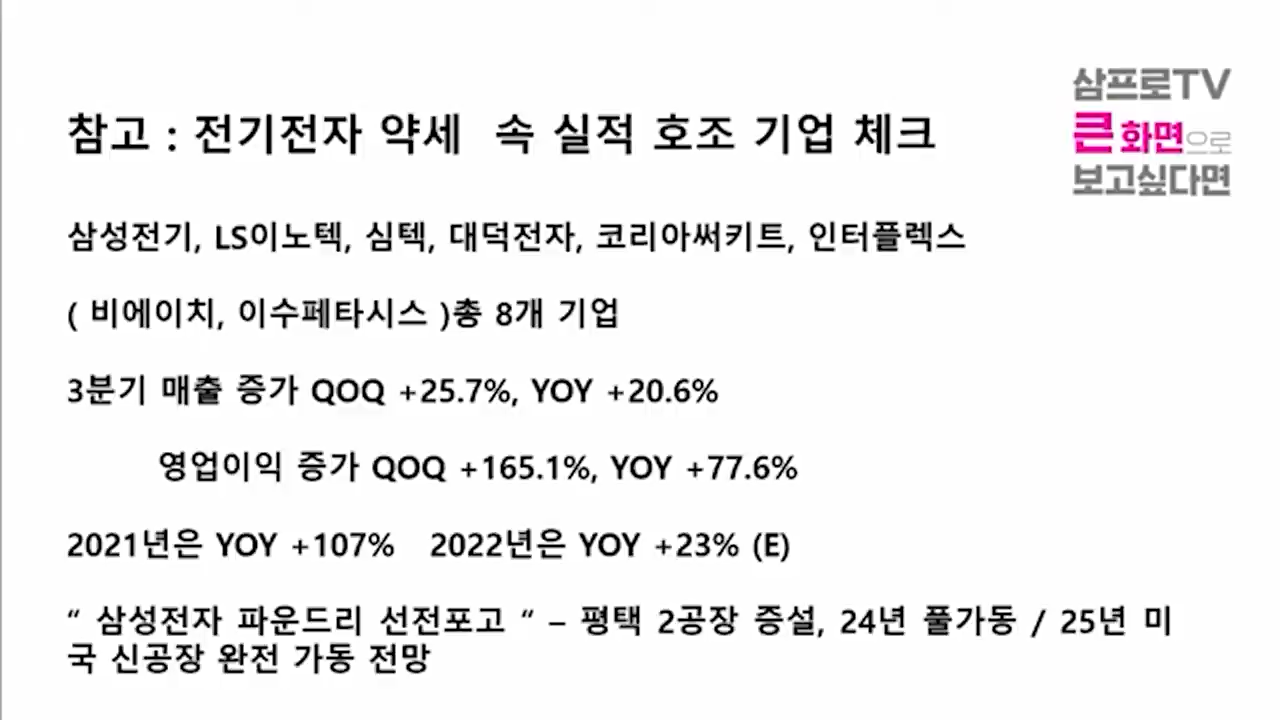 삼프로TV
큰 화면으로
보고싶다면
참고 : 전기전자 약세 속 실적 호조 기업 체크
삼성전기, LS이노텍, 심텍, 대덕전자, 코리아써키트, 인터플렉스
( 비에이치, 이수페타시스 )총 8개 기업
3분기 매출 증가 QOQ +25.7%, YOY +20.6%
영업이익 증가 QOQ +165.1%, YOY +77.6%
2021년은 YOY +107% 2022년은 YOY +23% (E)
“ 삼성전자 파운드리 선전포고 “ – 평택 2공장 증설, 24년 풀가동 / 25년 미
국 신공장 완전 가동 전망